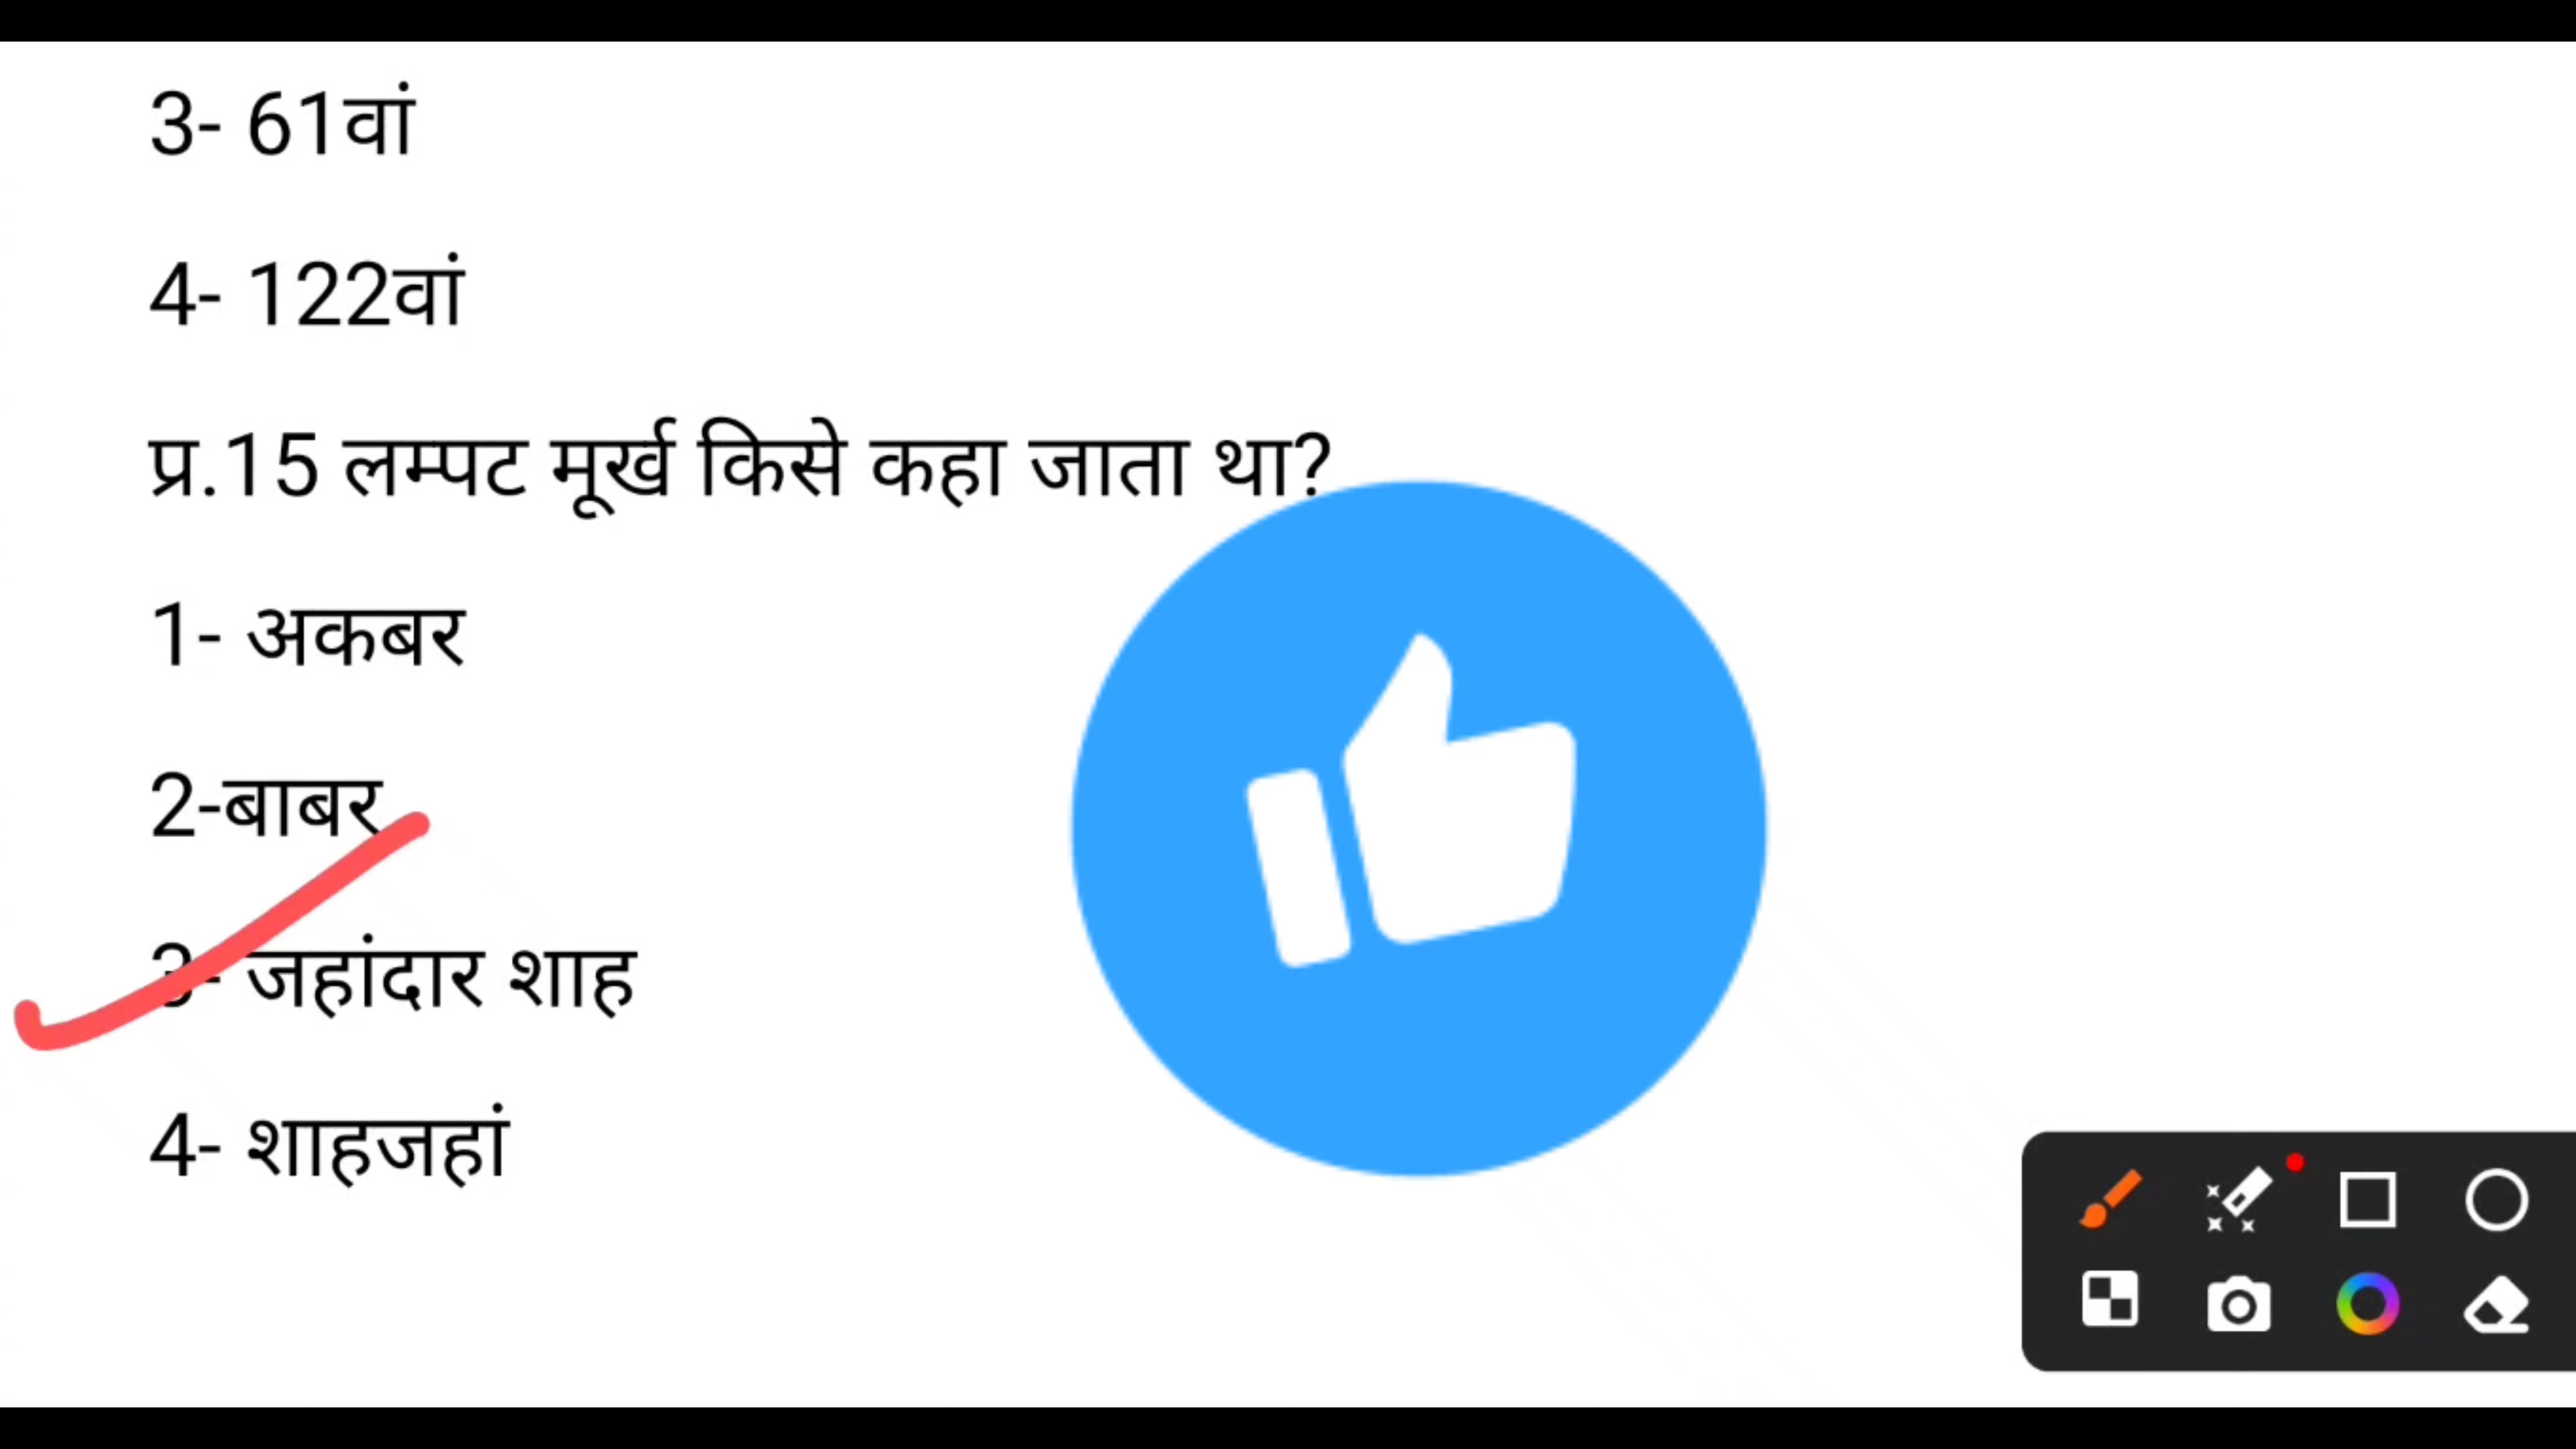 3- 61वां
4- 122वां
प्र.15 लम्पट मूर्ख किसे कहा जाता था?
1- अकबर
2-बाबर
3- जहांदार शाह
4- शाहजहां